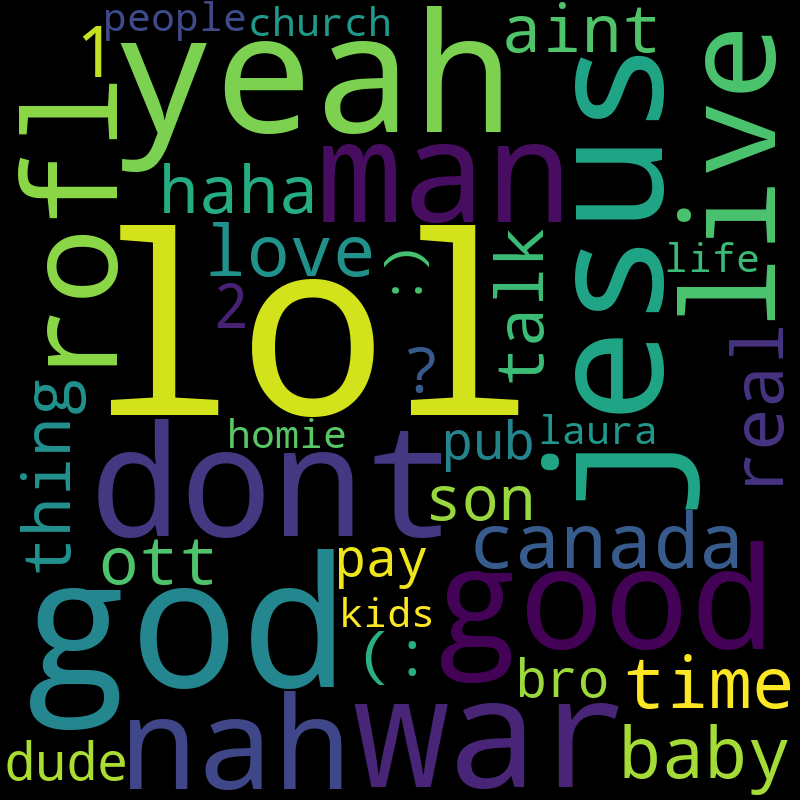 people
church
aint
1
yeah
jesus
live
rofl
haha
man
love
:)
talk
life
2
lol
?
real
thing
homie
pub
laura
dont
son
canada
ott
pay
god
good
kids
(:
bro
time
nah
war
baby
dude